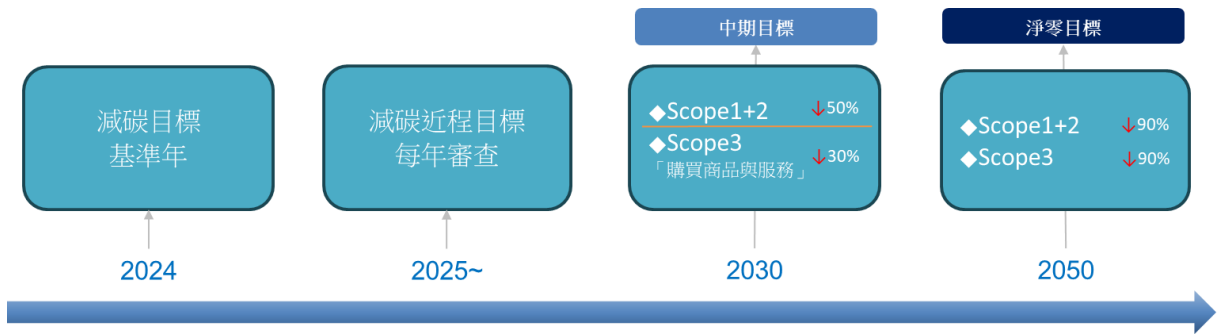 中期目標
淨零目標
減碳目標
基準年
減碳近程目標
每年審查
◆Scope1+2 ↓50%
◆Scope3 ↓30%
「購買商品與服務」
◆Scope1+2 ↓90%
◆Scope3 ↓90%
2024
2025~
2030
2050